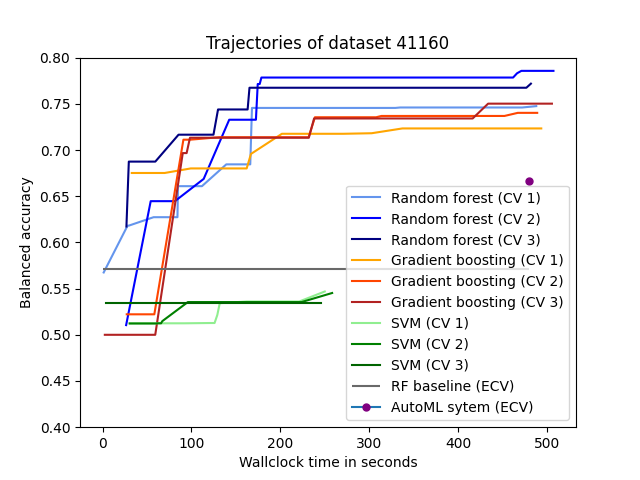 Trajectories of dataset 41160
Balanced accuracy
0.80
0.75
0.70
0.65
0.60
0.55
0.50
0.45
0.40
Random forest (CV 1)
Random forest (CV 2)
Random forest (CV 3)
Gradient boosting (CV 1)
Gradient boosting (CV 2)
Gradient boosting (CV 3)
SVM (CV 1)
SVM (CV 2)
SVM (CV 3)
RF baseline (ECV)
AutoML sytem (ECV)
0 100 200 300 400 500
Wallclock time in seconds